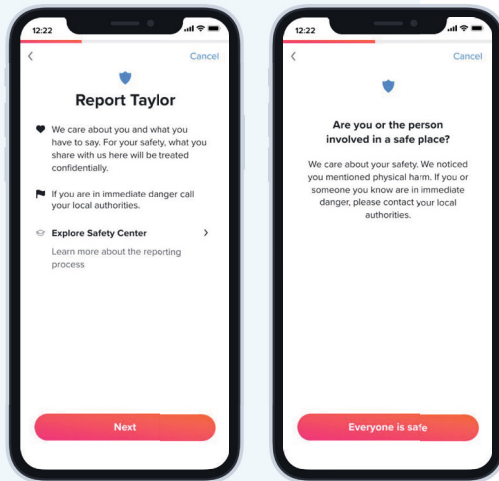 12:22
Cancel
Report Taylor
We care about you and what you
have to say. For your safety, what you
share with us here will be treated
confidentially.
If you are in immediate danger call
your local authorities.
Explore Safety Center
Learn more about the reporting
process
Next
12:22
Cancel
Are you or the person
involved in a safe place?
We care about your safety. We noticed
you mentioned physical harm. If you or
someone you know are in immediate
danger, please contact your local
authorities.
Everyone is safe